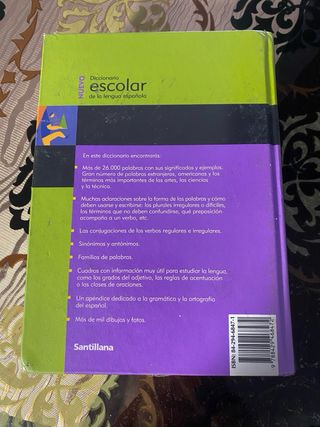 Diccionario
DATEN
escolar
de la lengua española
En este diccionario encontrarás:
Más de 26.000 palabras con sus significados y ejemplos.
Gran número de palabras extranjeras, americanas y los
términos más importantes de las artes, las ciencias
y la técnica.
Muchas aclaraciones sobre la forma de las palabras y cómo
deben usarse y escribirse: los plurales irregulares o difíciles,
los términos que no deben confundirse, qué preposición
acompaña a un verbo, etc.
Las conjugaciones de los verbos regulares e irregulares.
Sinónimos y antónimos.
Familias de palabras.
Cuadros con información muy útil para estudiar la lengua,
como los grados del adjetivo, las reglas de acentuación
o las clases de oraciones.
Un apéndice dedicado a la gramática y la ortografía
del español.
Más de mil dibujos y fotos.
Santillana
ISBN: 84-294-6847-1
9 788429 468472